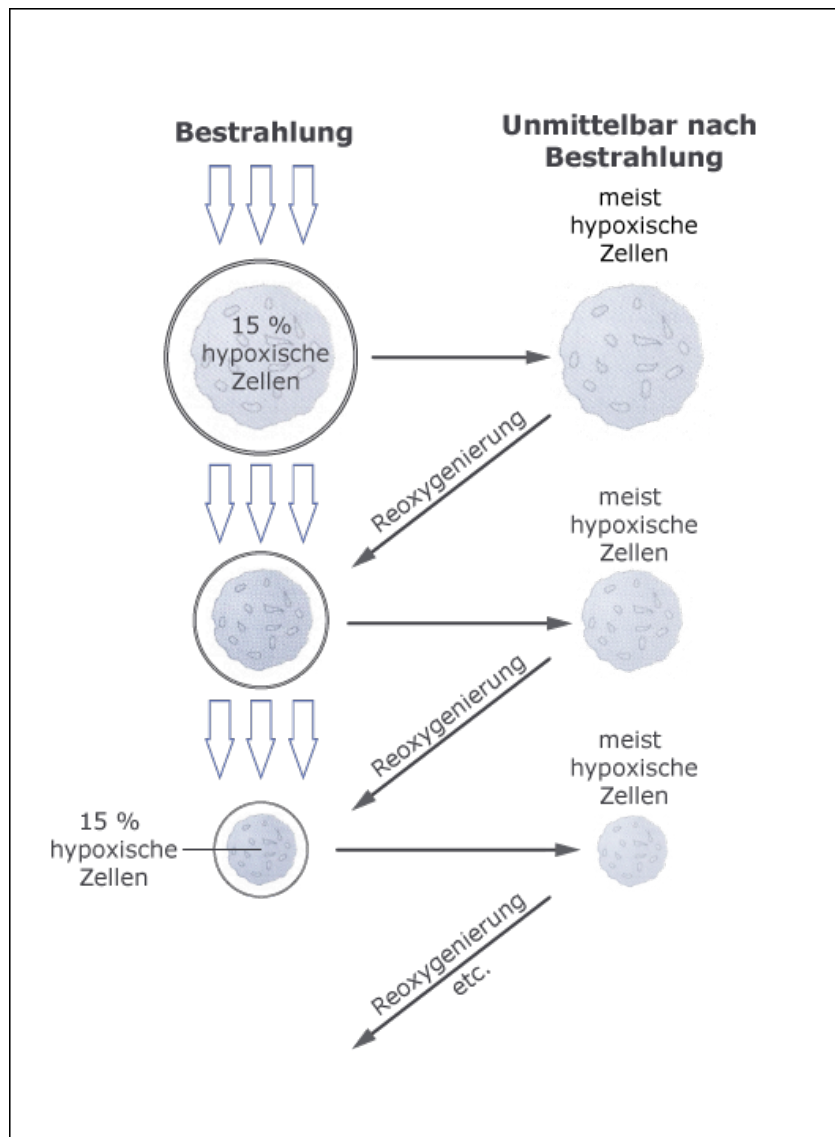 Bestrahlung
Unmittelbar nach
Bestrahlung
meist
hypoxische
Zellen
15 %
hypoxische
Zellen
Reoxygenierung
meist
hypoxische
Zellen
Reoxygenierung
meist
hypoxische
Zellen
15 %
hypoxische
Zellen
Reoxygenierung
etc.